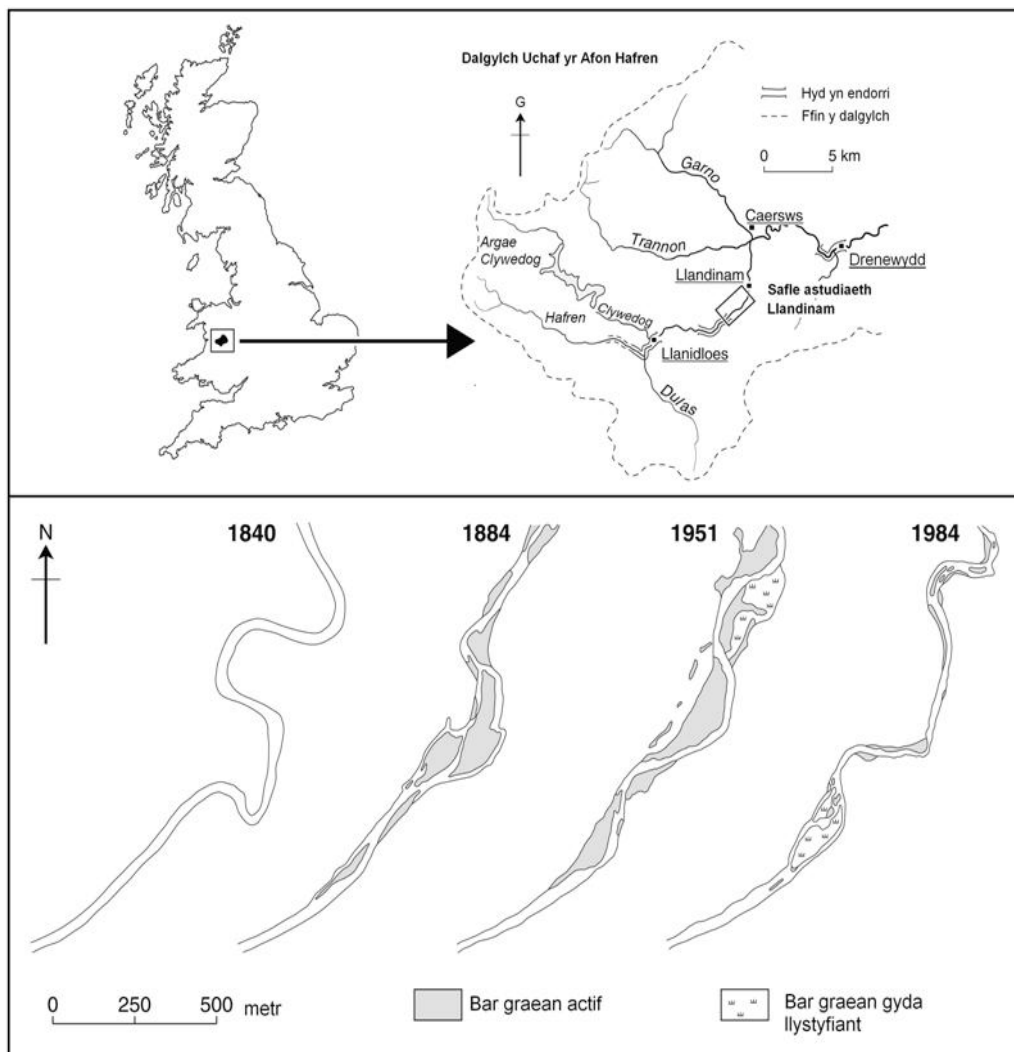 Dalgylch Uchaf yr Afon Hafren
G
Hyd yn endorri
Ffin y dalgylch
0 5 km
Garno
Caersws
Trannon
Drenewydd
Argae
Clywedog
Llandinam
Safle astudiaeth
Llandinam
Clywedog
Hafren
Llanidloes
Du/as
N
1840 1884 1951 1984
0 250 500 metr
Bar graean actif
Bar graean gyda
llystyfiant